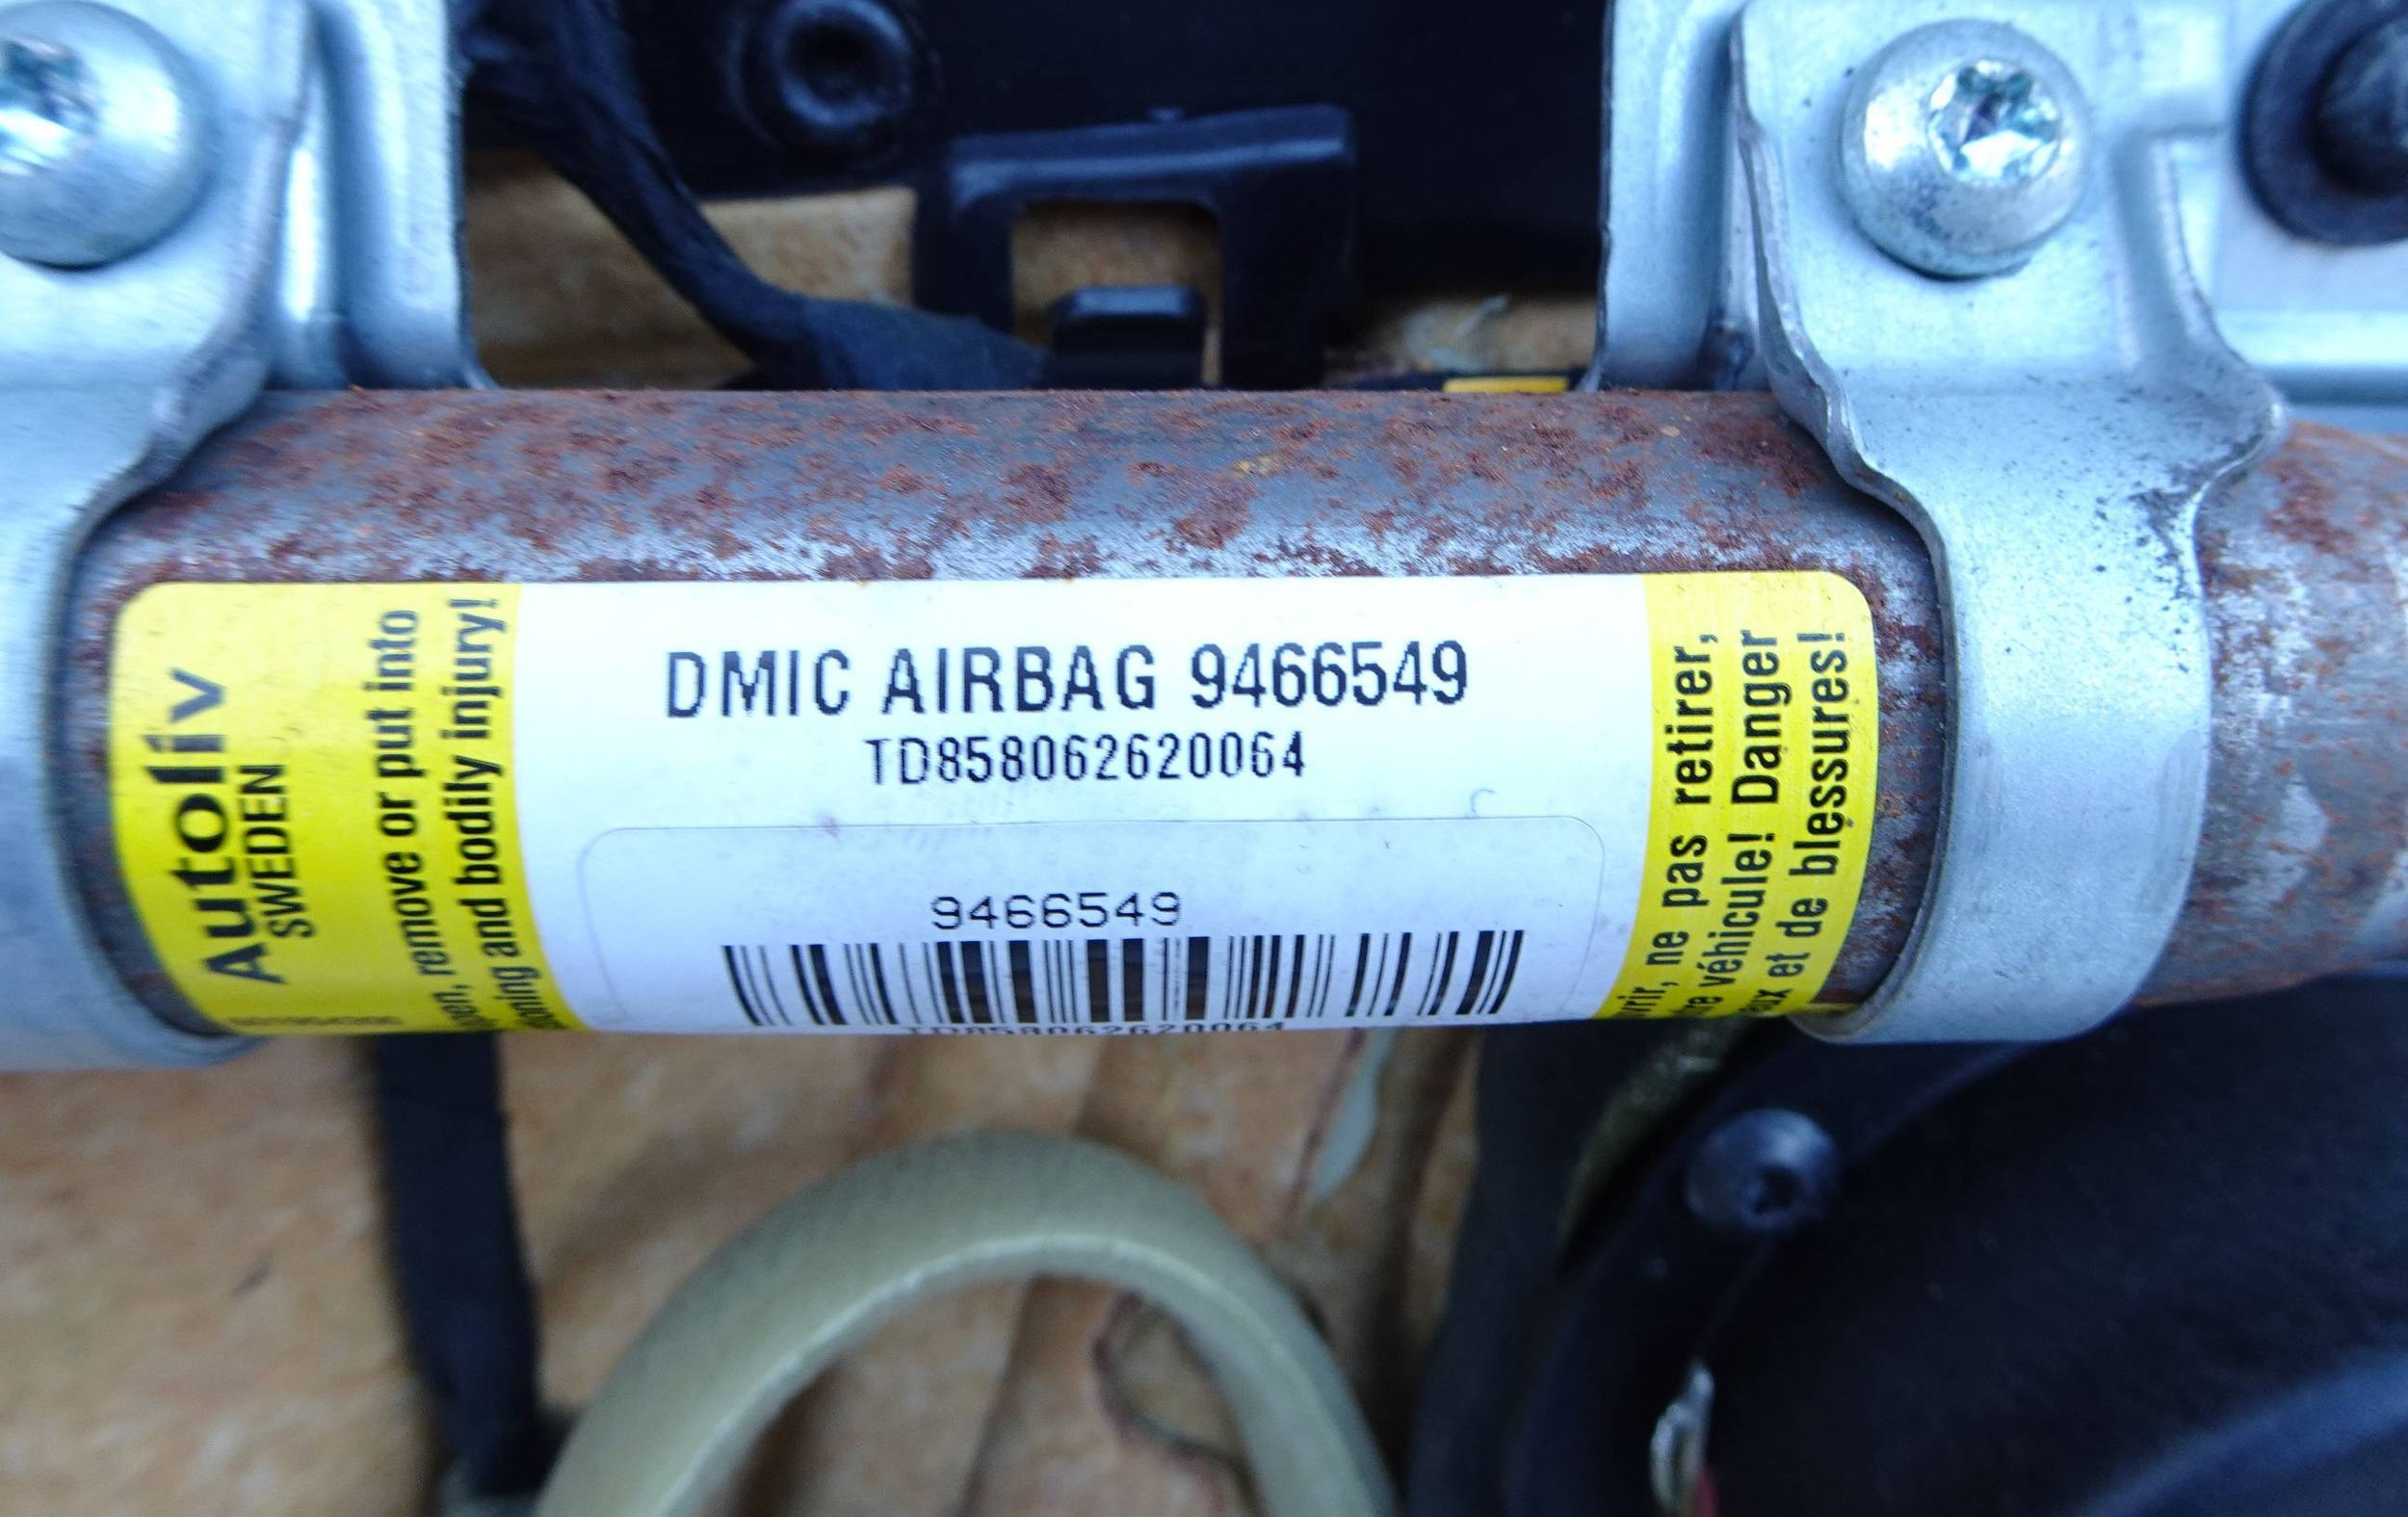 Autoliv
SWEDEN
remove or put into
and bodily injury!
DMIC AIRBAG 9466549
TD858062620064
9466549
TD858062620064
ne pas retirer,
véhicule! Danger
et de blessures!